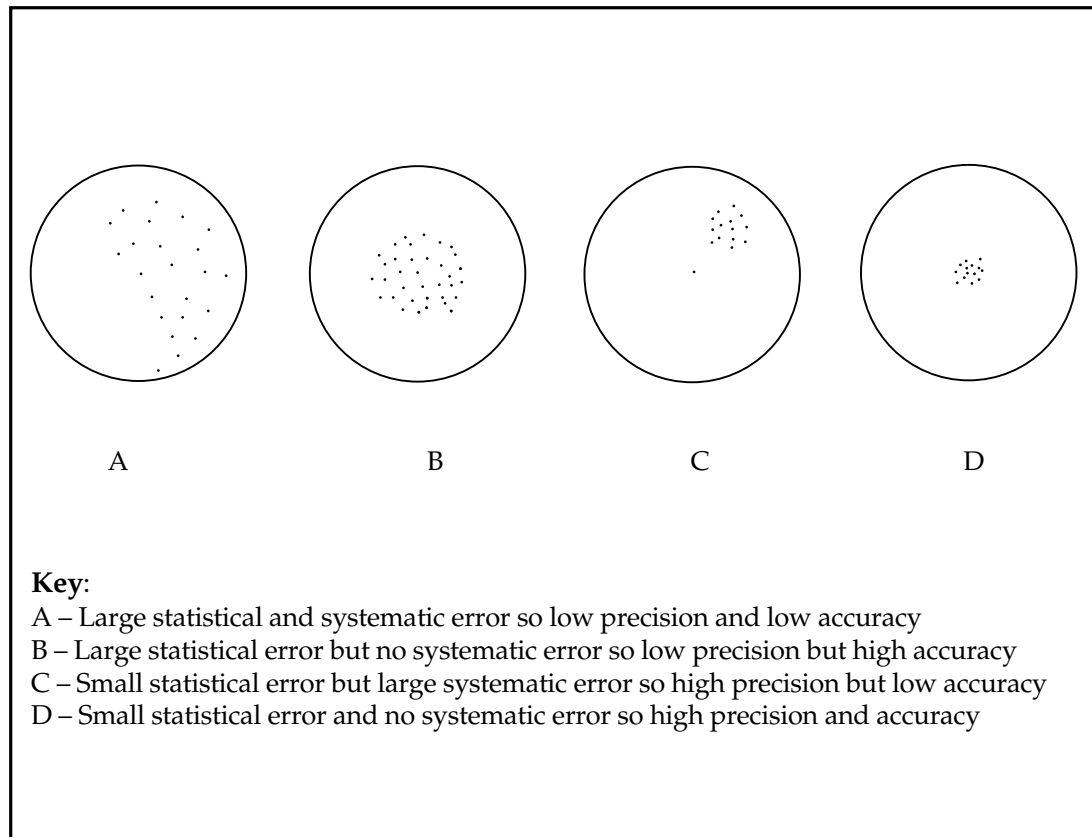 A B C D
Key:
A – Large statistical and systematic error so low precision and low accuracy
B – Large statistical error but no systematic error so low precision but high accuracy
C – Small statistical error but large systematic error so high precision but low accuracy
D – Small statistical error and no systematic error so high precision and accuracy